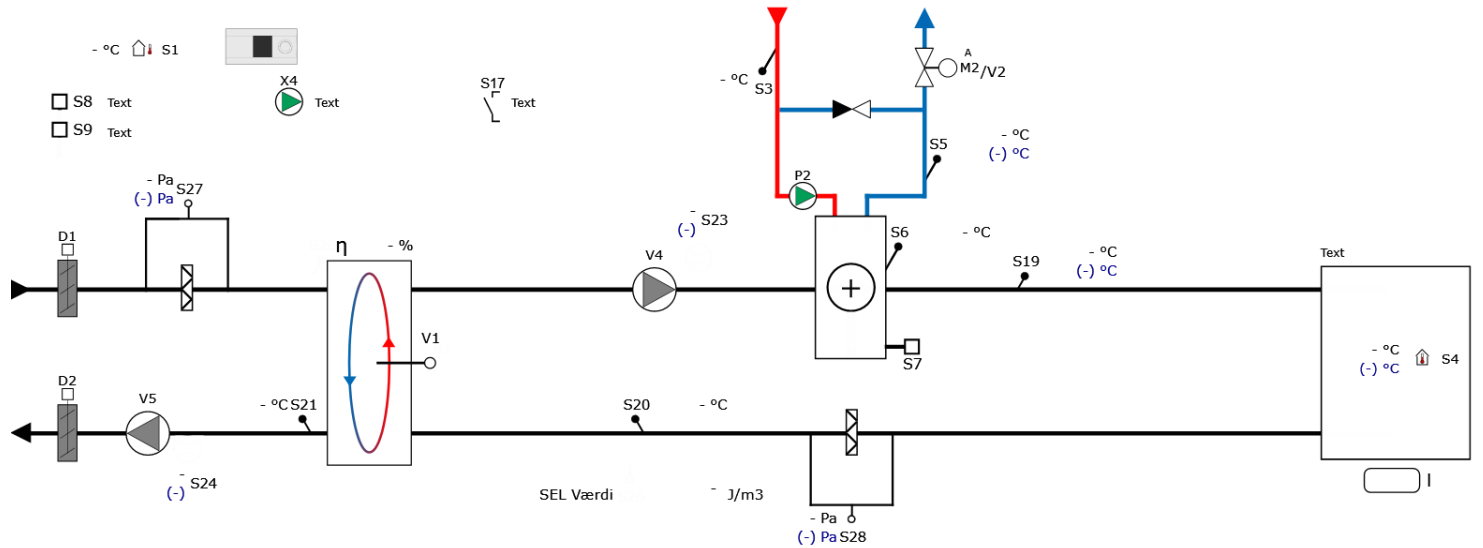 - °C S1
X4
Text
S17
Text
S8 Text
S9 Text
- °C
S3
A
M2/V2
S5
- °C
(-) °C
P2
- Pa
(-) Pa
S27
D1
η - %
-
(-)
S23
V4
S6
- °C
S19
- °C
(-) °C
Text
V1
S7
- °C
(-) °C
S4
D2
V5
- °C S21
S20
- °C
-
(-)
S24
SEL Værdi - J/m3
I
- Pa
(-) Pa S28